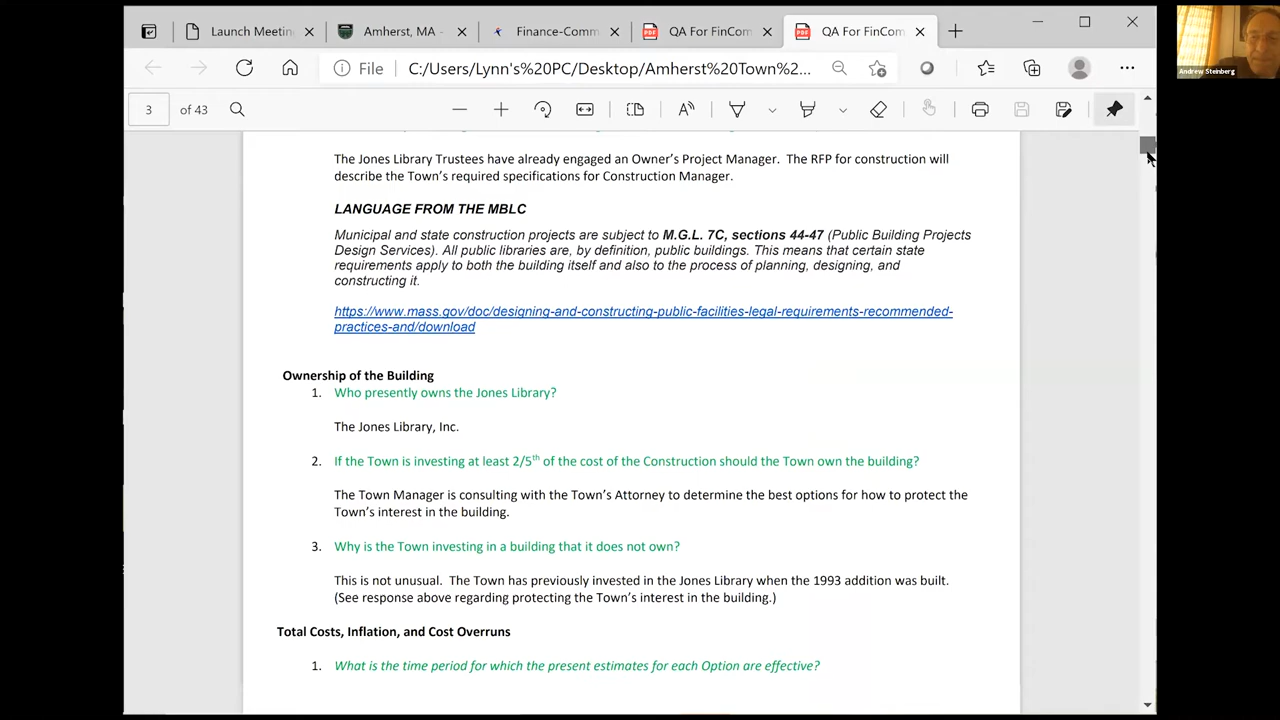 Launch Meetin
Amherst, MA -
Finance-Comm
QA For FinCom
QA For FinCom
File
C:/Users/Lynn's%20PC/Desktop/Amherst%20Town%2...
Andrew Steinberg
3 of 43
The Jones Library Trustees have already engaged an Owner's Project Manager. The RFP for construction will
describe the Town's required specifications for Construction Manager.
LANGUAGE FROM THE MBLC
Municipal and state construction projects are subject to M.G.L. 7C, sections 44-47 (Public Building Projects
Design Services). All public libraries are, by definition, public buildings. This means that certain state
requirements apply to both the building itself and also to the process of planning, designing, and
constructing it.
https://www.mass.gov/doc/designing-and-constructing-public-facilities-legal-requirements-recommended-
practices-and/download
Ownership of the Building
1. Who presently owns the Jones Library?
The Jones Library, Inc.
2. If the Town is investing at least 2/5th of the cost of the Construction should the Town own the building?
The Town Manager is consulting with the Town's Attorney to determine the best options for how to protect the
Town's interest in the building.
3. Why is the Town investing in a building that it does not own?
This is not unusual. The Town has previously invested in the Jones Library when the 1993 addition was built.
(See response above regarding protecting the Town's interest in the building.)
Total Costs, Inflation, and Cost Overruns
1. What is the time period for which the present estimates for each Option are effective?